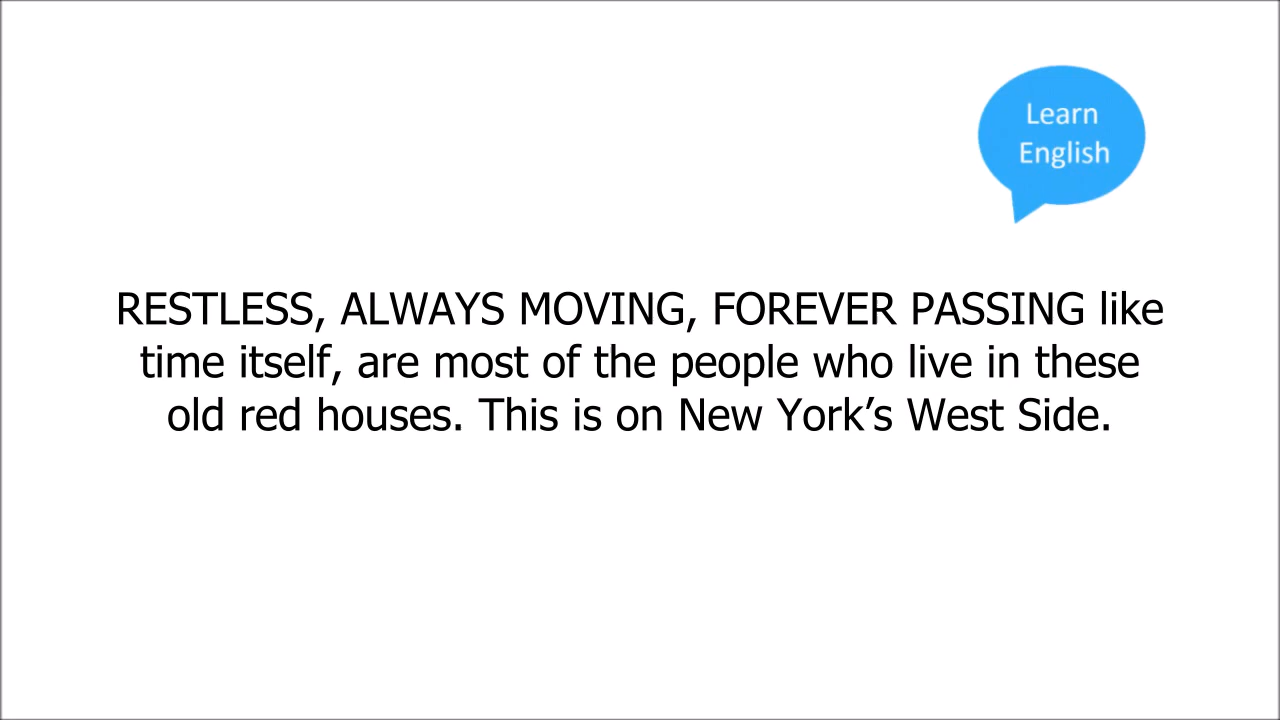 Learn
English
RESTLESS, ALWAYS MOVING, FOREVER PASSING like
time itself, are most of the people who live in these
old red houses. This is on New York’s West Side.